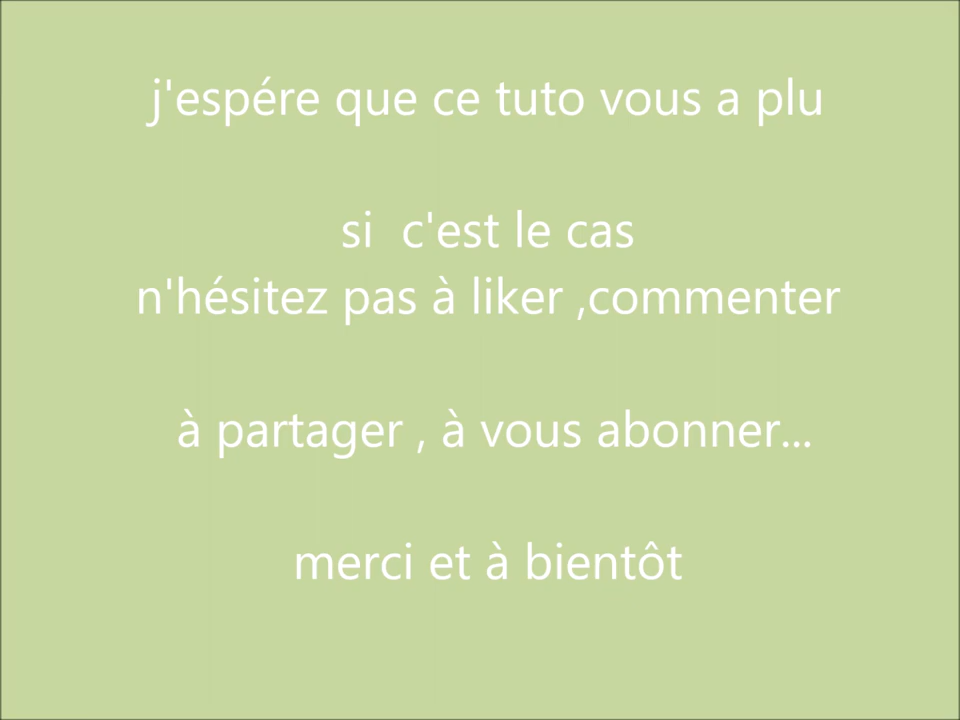 j'espére que ce tuto vous a plu
si  c'est le cas
n'hésitez pas à liker ,commenter
à partager , à vous abonner...
merci et à bientôt